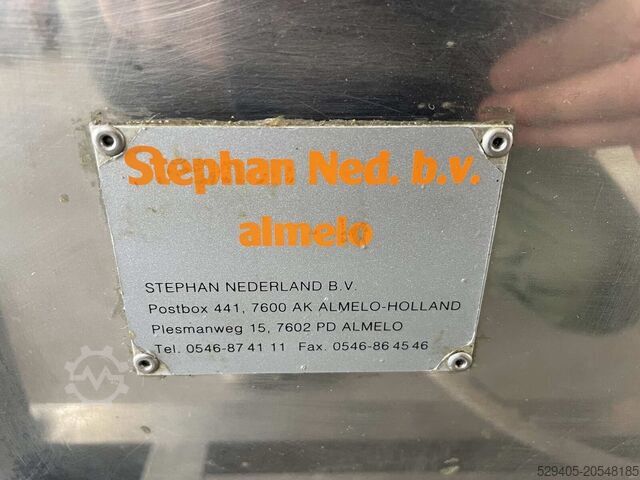 Stephan Ned. b.v.
almelo
STEPHAN NEDERLAND B.V.
Postbox 441, 7600 AK ALMELO-HOLLAND
Plesmanweg 15, 7602 PD ALMELO
Tel. 0546-87 41 11 Fax. 0546-86 45 46
529405-20548185